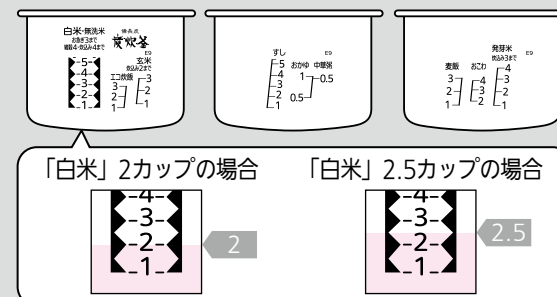 白米・無洗米
お急ぎ3まで
雑穀4・炊込み4まで
備長炭
炭炊釜
E9
玄米
炊込み2まで
エコ炊飯
-5-
-4-
-3-
-2-
-1-
3
2
1
3
2
1
すし
E9
5
4
3
2
1
おかゆ
1
0.5
中華粥
0.5
発芽米
炊込み3まで
E9
麦飯
3
2
1
おこわ
4
3
2
4
3
2
1
「白米」2カップの場合
-4-
-3-
-2-
-1-
2
「白米」2.5カップの場合
-4-
-3-
-2-
-1-
2.5